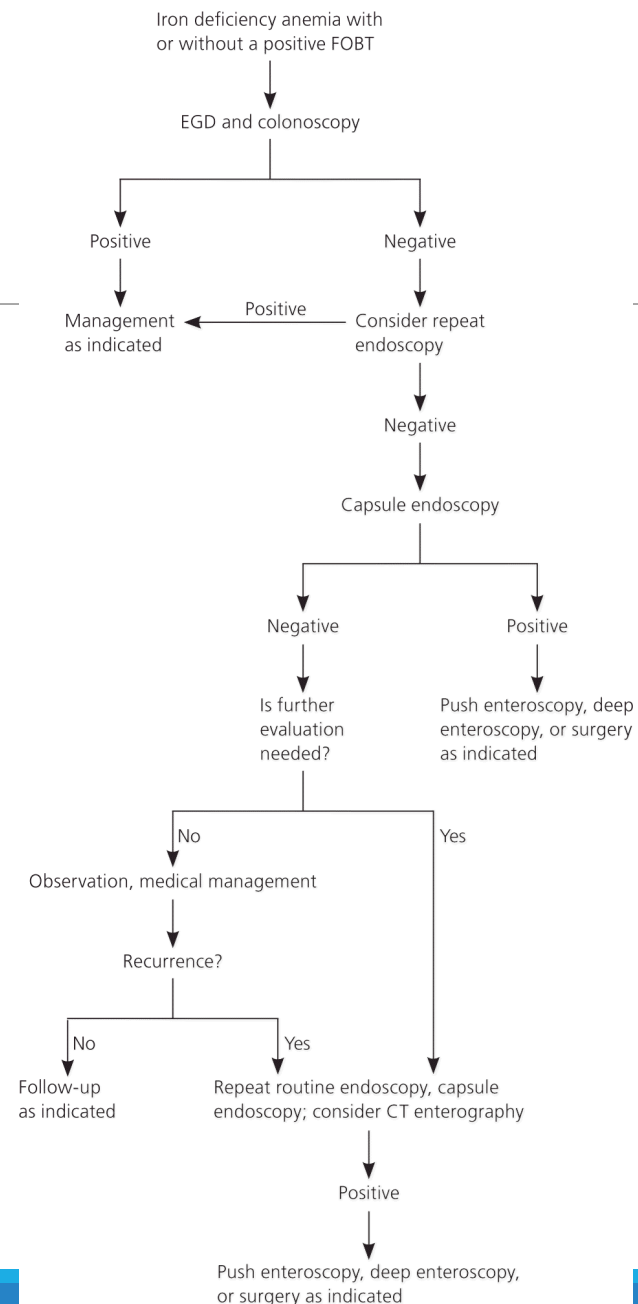 Iron deficiency anemia with
or without a positive FOBT
EGD and colonoscopy
Positive
Negative
Management
as indicated
Positive
Consider repeat
endoscopy
Negative
Capsule endoscopy
Negative
Positive
Is further
evaluation
needed?
Push enteroscopy, deep
enteroscopy, or surgery
as indicated
No
Yes
Observation, medical management
Recurrence?
No
Yes
Follow-up
as indicated
Repeat routine endoscopy, capsule
endoscopy; consider CT enterography
Positive
Push enteroscopy, deep enteroscopy,
or surgery as indicated